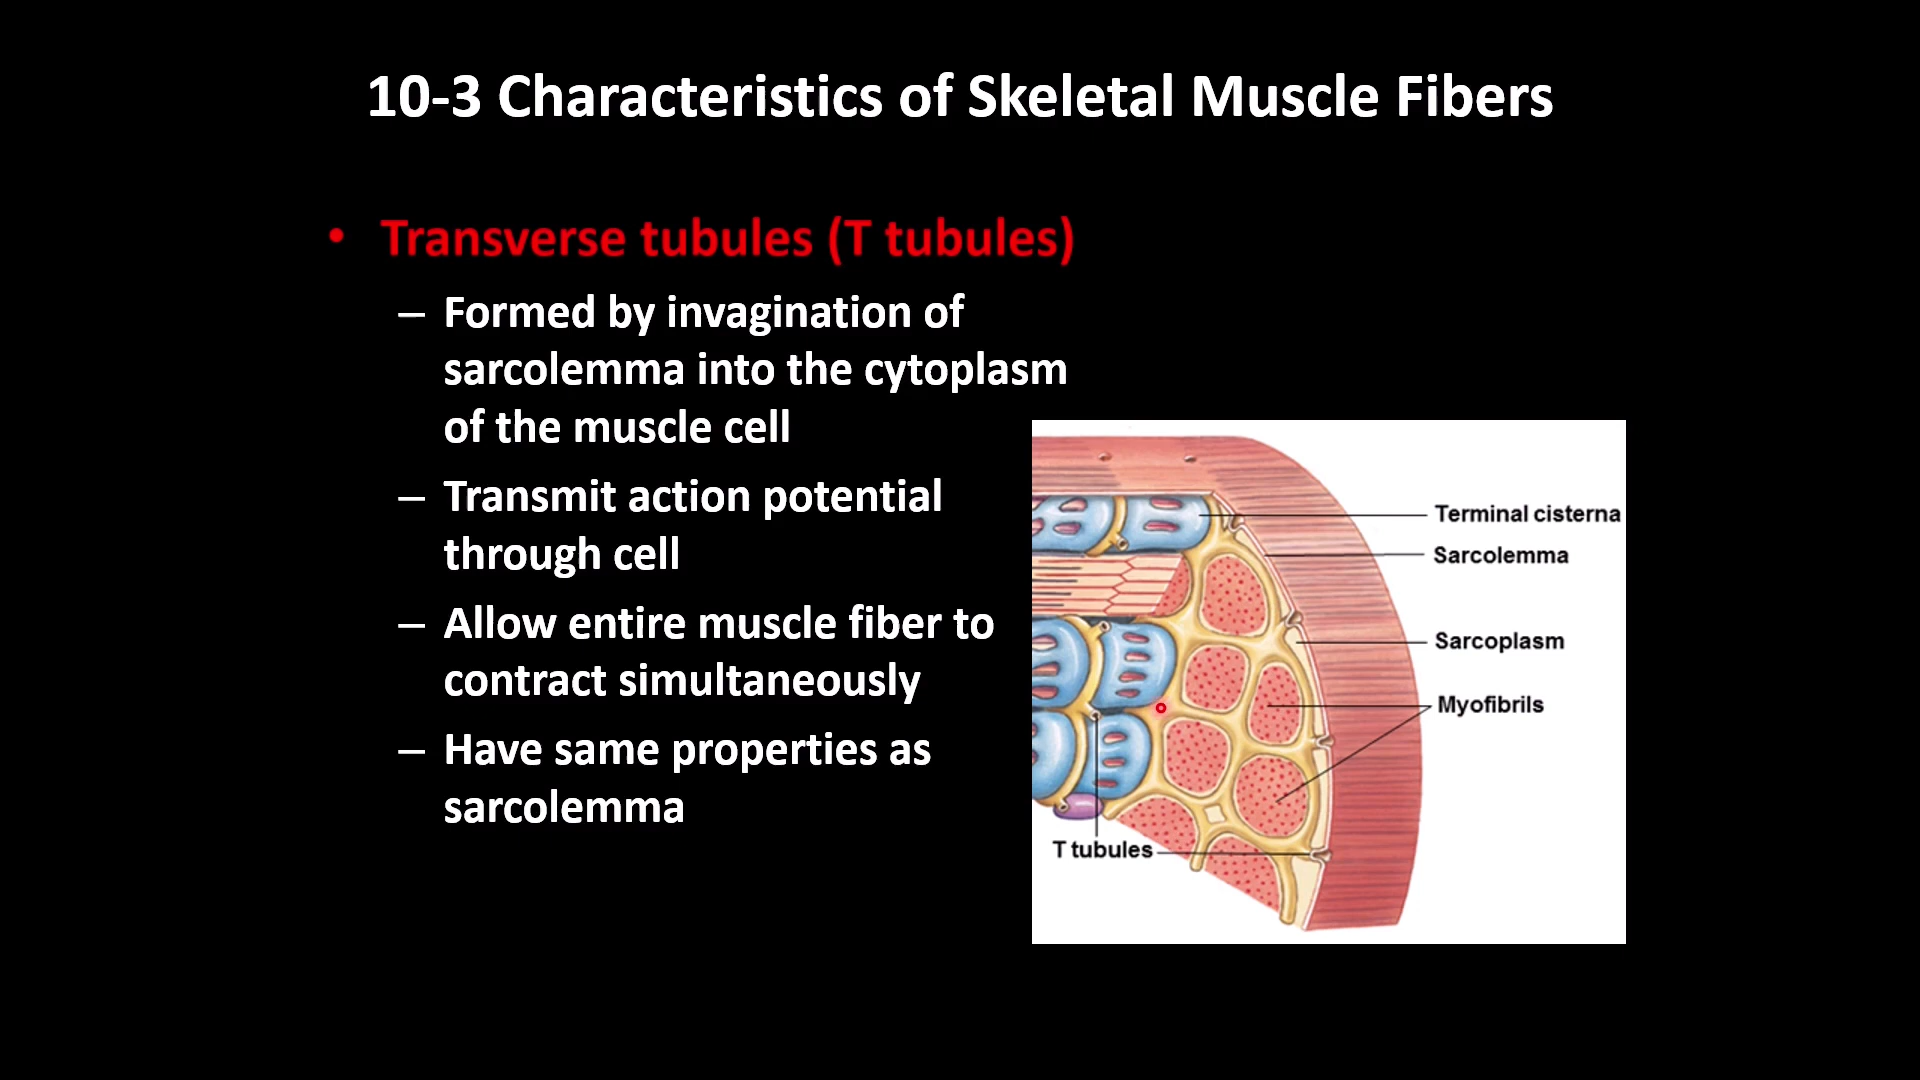 10-3 Characteristics of Skeletal Muscle Fibers
• Transverse tubules (T tubules)
– Formed by invagination of
sarcolemma into the cytoplasm
of the muscle cell
– Transmit action potential
through cell
– Allow entire muscle fiber to
contract simultaneously
– Have same properties as
sarcolemma
Terminal cisterna
Sarcolemma
Sarcoplasm
Myofibrils
T tubules